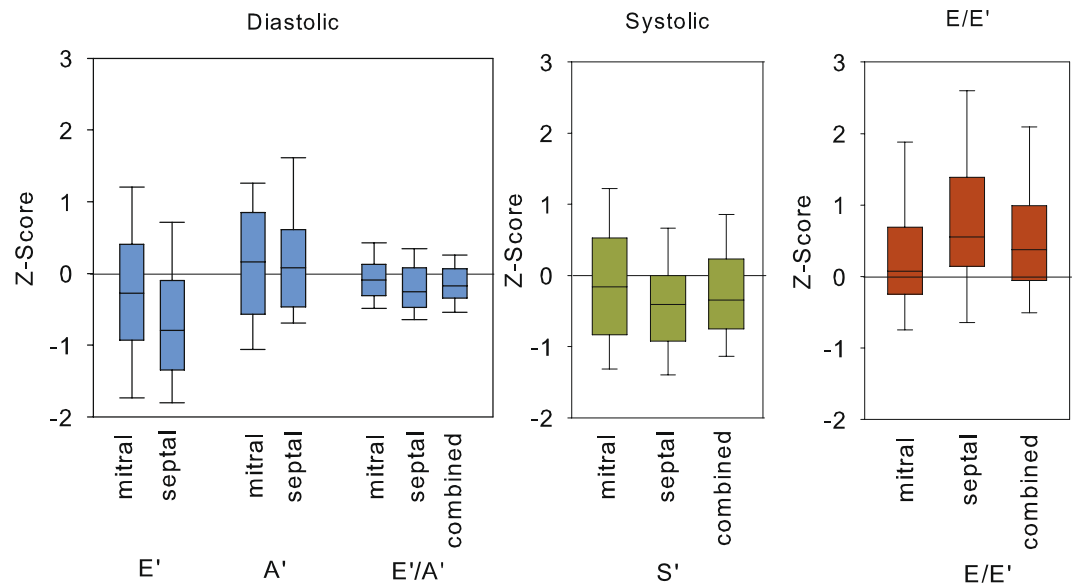 Diastolic
Systolic
E/E'
3
2
1
0
-1
-2
Z-Score
mitral
septal
mitral
septal
mitral
septal
combined
E'
A'
E'/A'
3
2
1
0
-1
-2
Z-Score
mitral
septal
combined
S'
3
2
1
0
-1
-2
Z-Score
mitral
septal
combined
E/E'